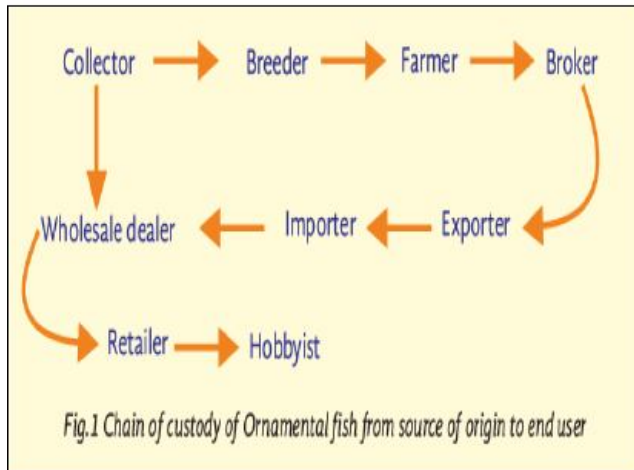 Collector Breeder Farmer Broker
Wholesale dealer Importer Exporter
Retailer Hobbyist
Fig.1 Chain of custody of Ornamental fish from source of origin to end user